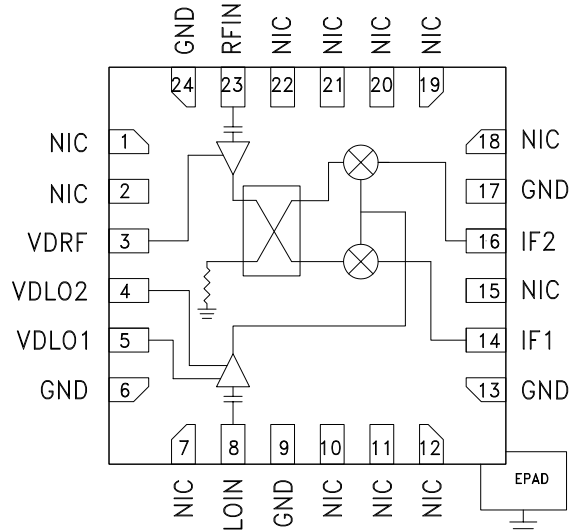 GND
RFIN
NIC
NIC
NIC
NIC
24
23
22
21
20
19
NIC 1
NIC 2
VDRF 3
VDLO2 4
VDLO1 5
GND 6
18 NIC
17 GND
16 IF2
15 NIC
14 IF1
13 GND
7
8
9
10
11
12
NIC
LOIN
GND
NIC
NIC
NIC
EPAD